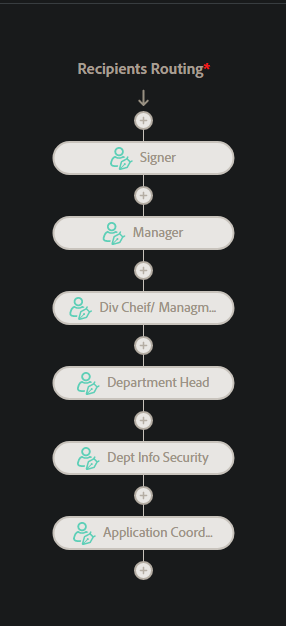 Recipients Routing*
Signer
Manager
Div Cheif/ Managm...
Department Head
Dept Info Security
Application Coord...